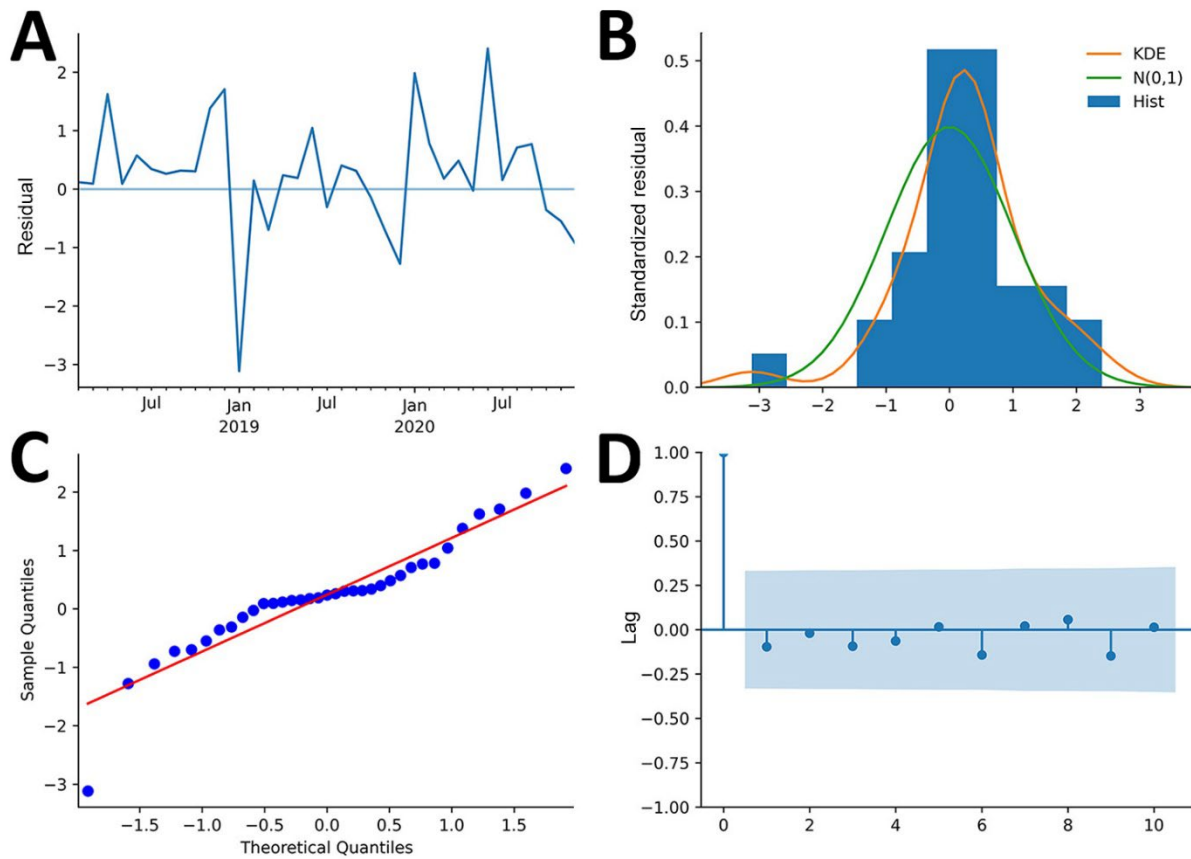 A
Residual
2
1
0
−1
−2
−3
Jul
Jan
2019
Jul
Jan
2020
Jul
B
Standardized residual
0.5
0.4
0.3
0.2
0.1
0.0
KDE
N(0,1)
Hist
−3 −2 −1 0 1 2 3
C
Sample Quantiles
2
1
0
−1
−2
−3
−1.5 −1.0 −0.5 0.0 0.5 1.0 1.5
Theoretical Quantiles
D
Lag
1.00
0.75
0.50
0.25
0.00
−0.25
−0.50
−0.75
−1.00
0 2 4 6 8 10